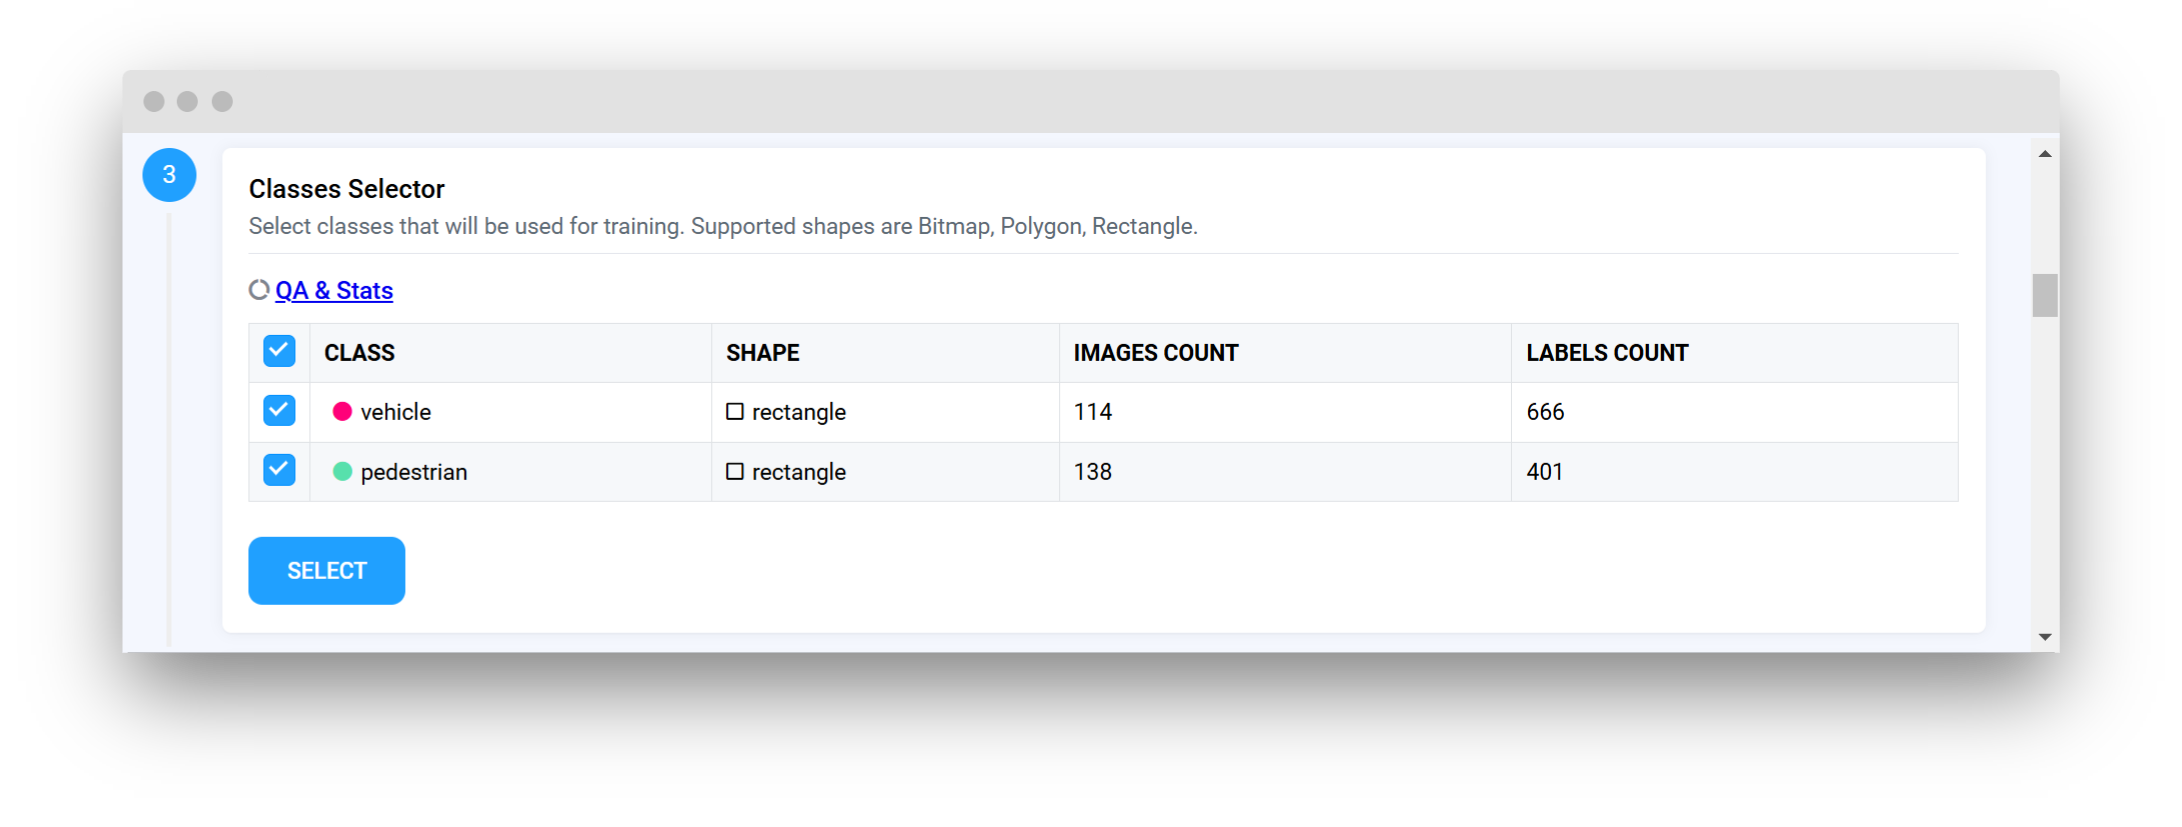 3
Classes Selector
Select classes that will be used for training. Supported shapes are Bitmap, Polygon, Rectangle.
QA & Stats
CLASS SHAPE IMAGES COUNT LABELS COUNT
vehicle rectangle 114 666
pedestrian rectangle 138 401
SELECT